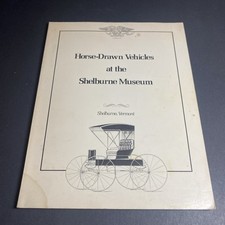 Horse-Drawn Vehicles
at the
Shelburne Museum
Shelburne, Vermont